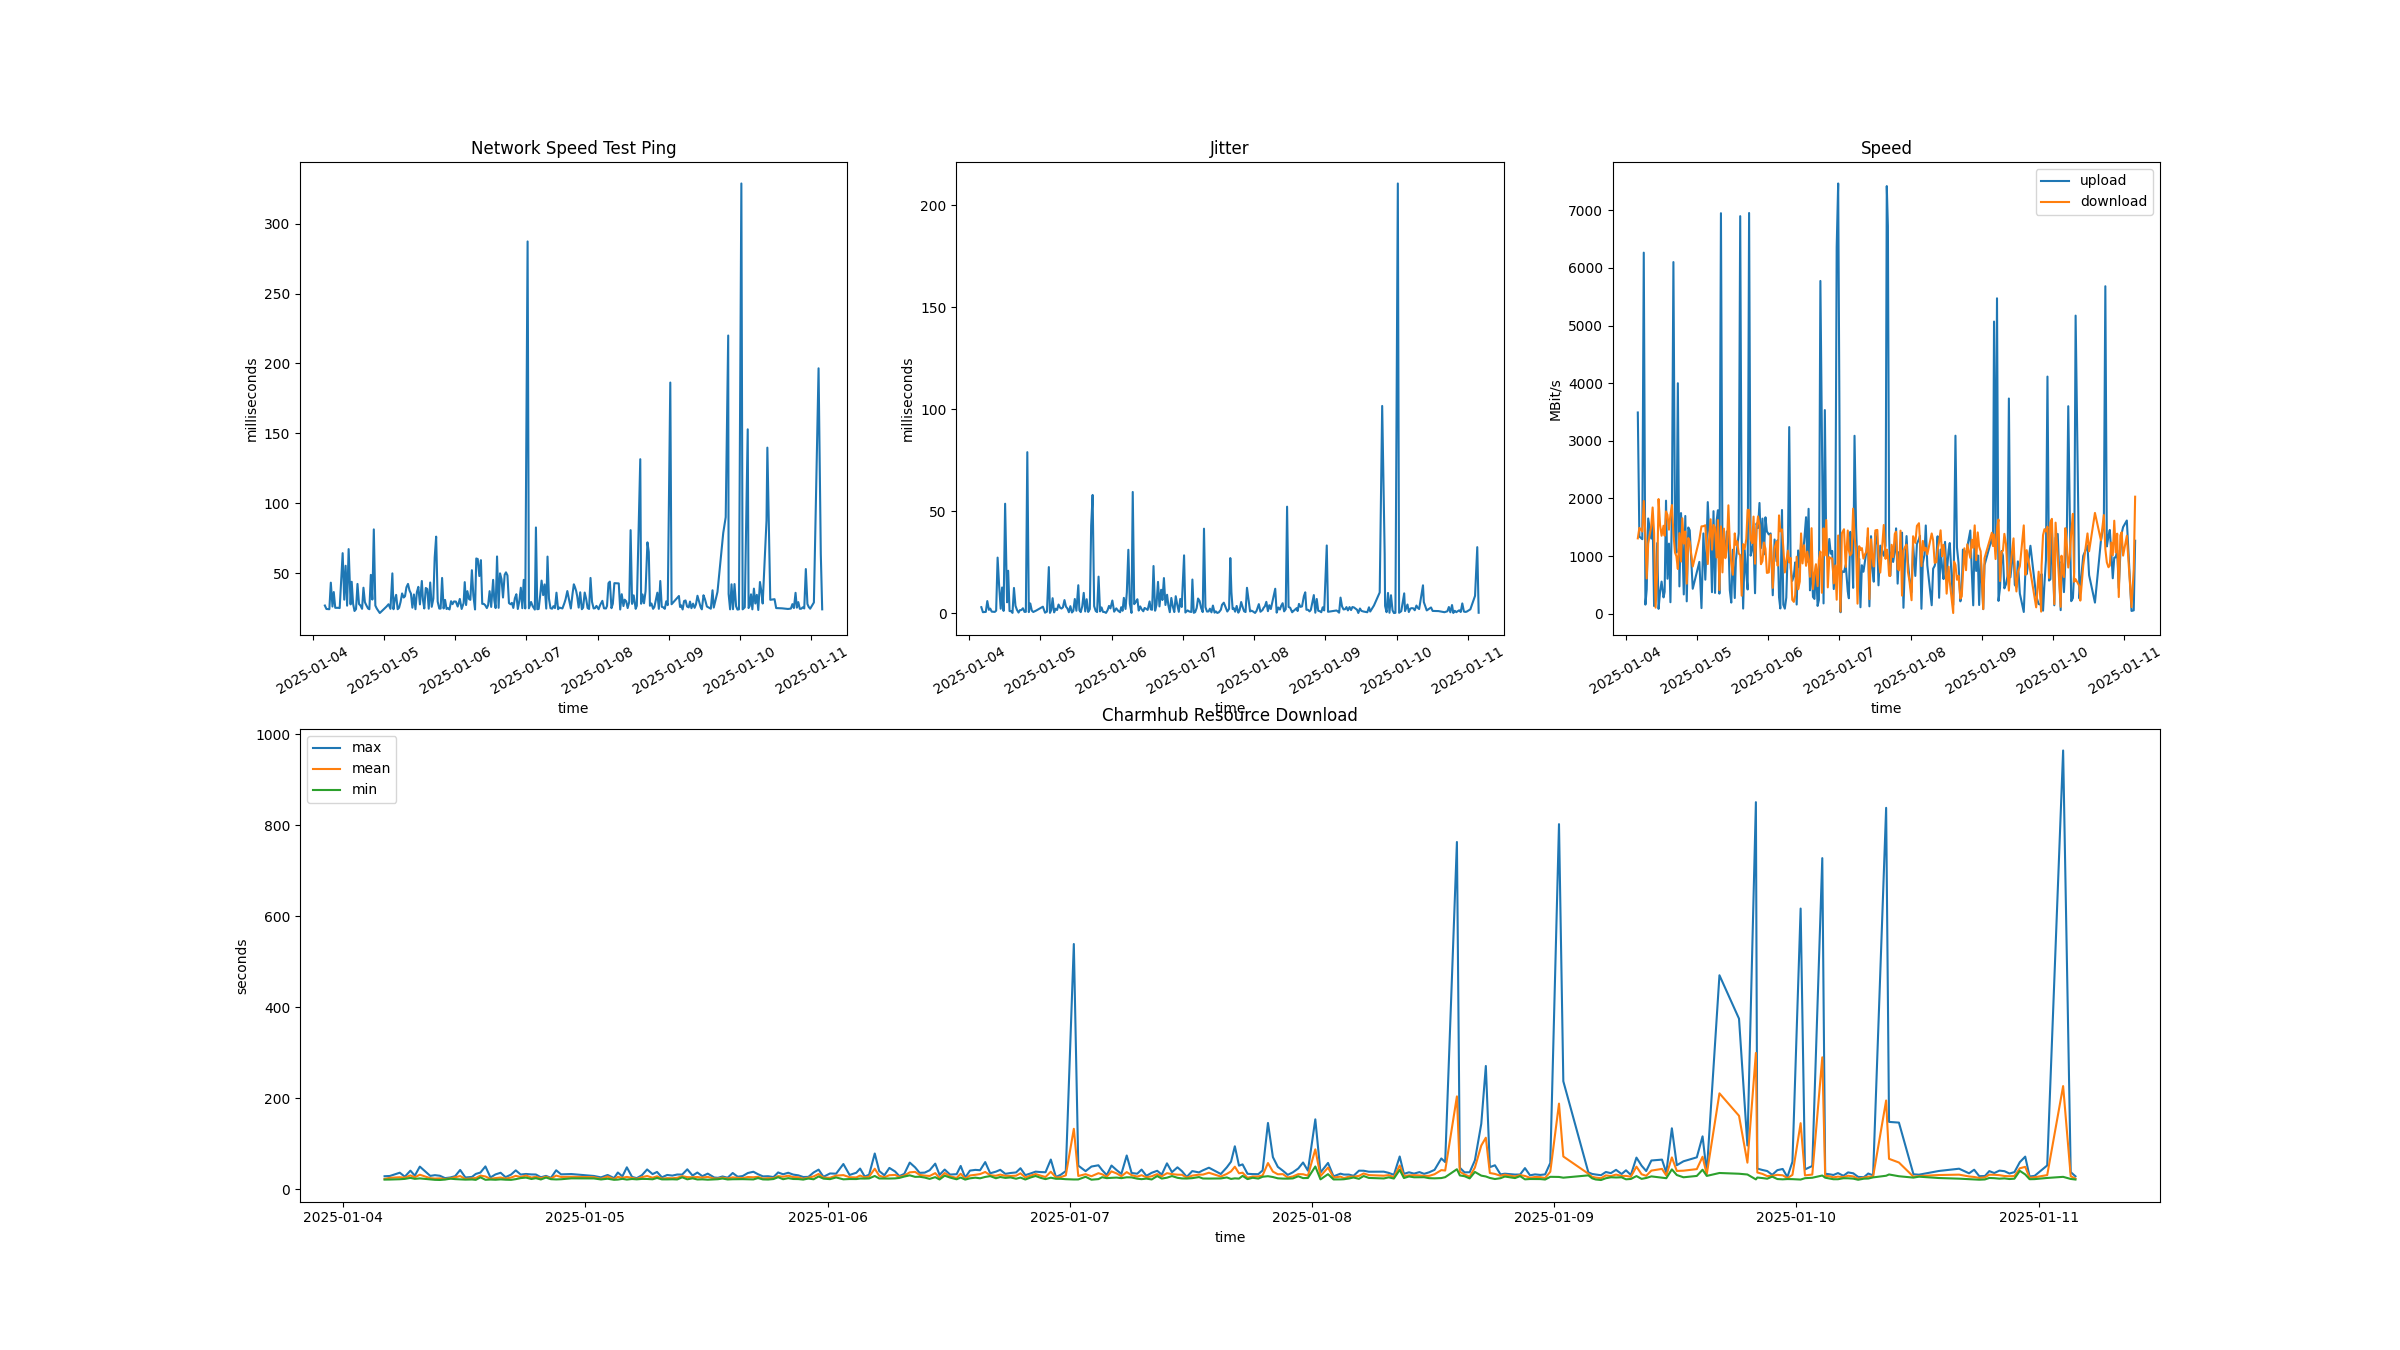 Network Speed Test Ping
milliseconds
300
250
200
150
100
50
2025-01-04 2025-01-05 2025-01-06 2025-01-07 2025-01-08 2025-01-09 2025-01-10 2025-01-11
time
Jitter
milliseconds
200
150
100
50
0
2025-01-04 2025-01-05 2025-01-06 2025-01-07 2025-01-08 2025-01-09 2025-01-10 2025-01-11
time
Speed
upload
download
MBit/s
7000
6000
5000
4000
3000
2000
1000
0
2025-01-04 2025-01-05 2025-01-06 2025-01-07 2025-01-08 2025-01-09 2025-01-10 2025-01-11
time
Charmhub Resource Download
max
mean
min
seconds
1000
800
600
400
200
0
2025-01-04 2025-01-05 2025-01-06 2025-01-07 2025-01-08 2025-01-09 2025-01-10 2025-01-11
time